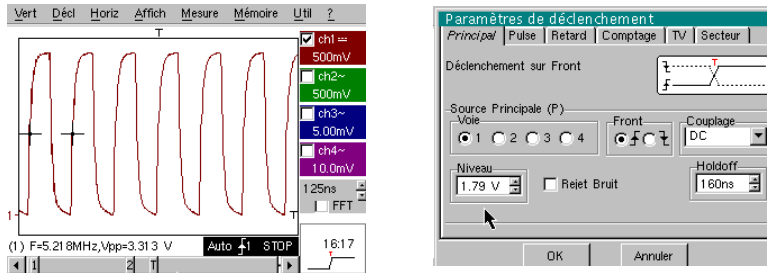 Vert Décl Horiz Affich Mesure Mémoire Util ?
T
ch1
500mV
ch2~
500mV
ch3~
5.00mV
ch4~
10.0mV
125ns
FFT
1-
T
(1) F=5.218MHz,Vpp=3.313 V Auto 1 STOP 16:17
1 2 T
Paramètres de déclenchement
Principal Pulse Retard Comptage TV Secteur
Déclenchement sur Front
T
Source Principale (P)
Voie Front Couplage
1 2 3 4 DC
Niveau Holdoff
1.79 V Rejet Bruit 160ns
OK Annuler